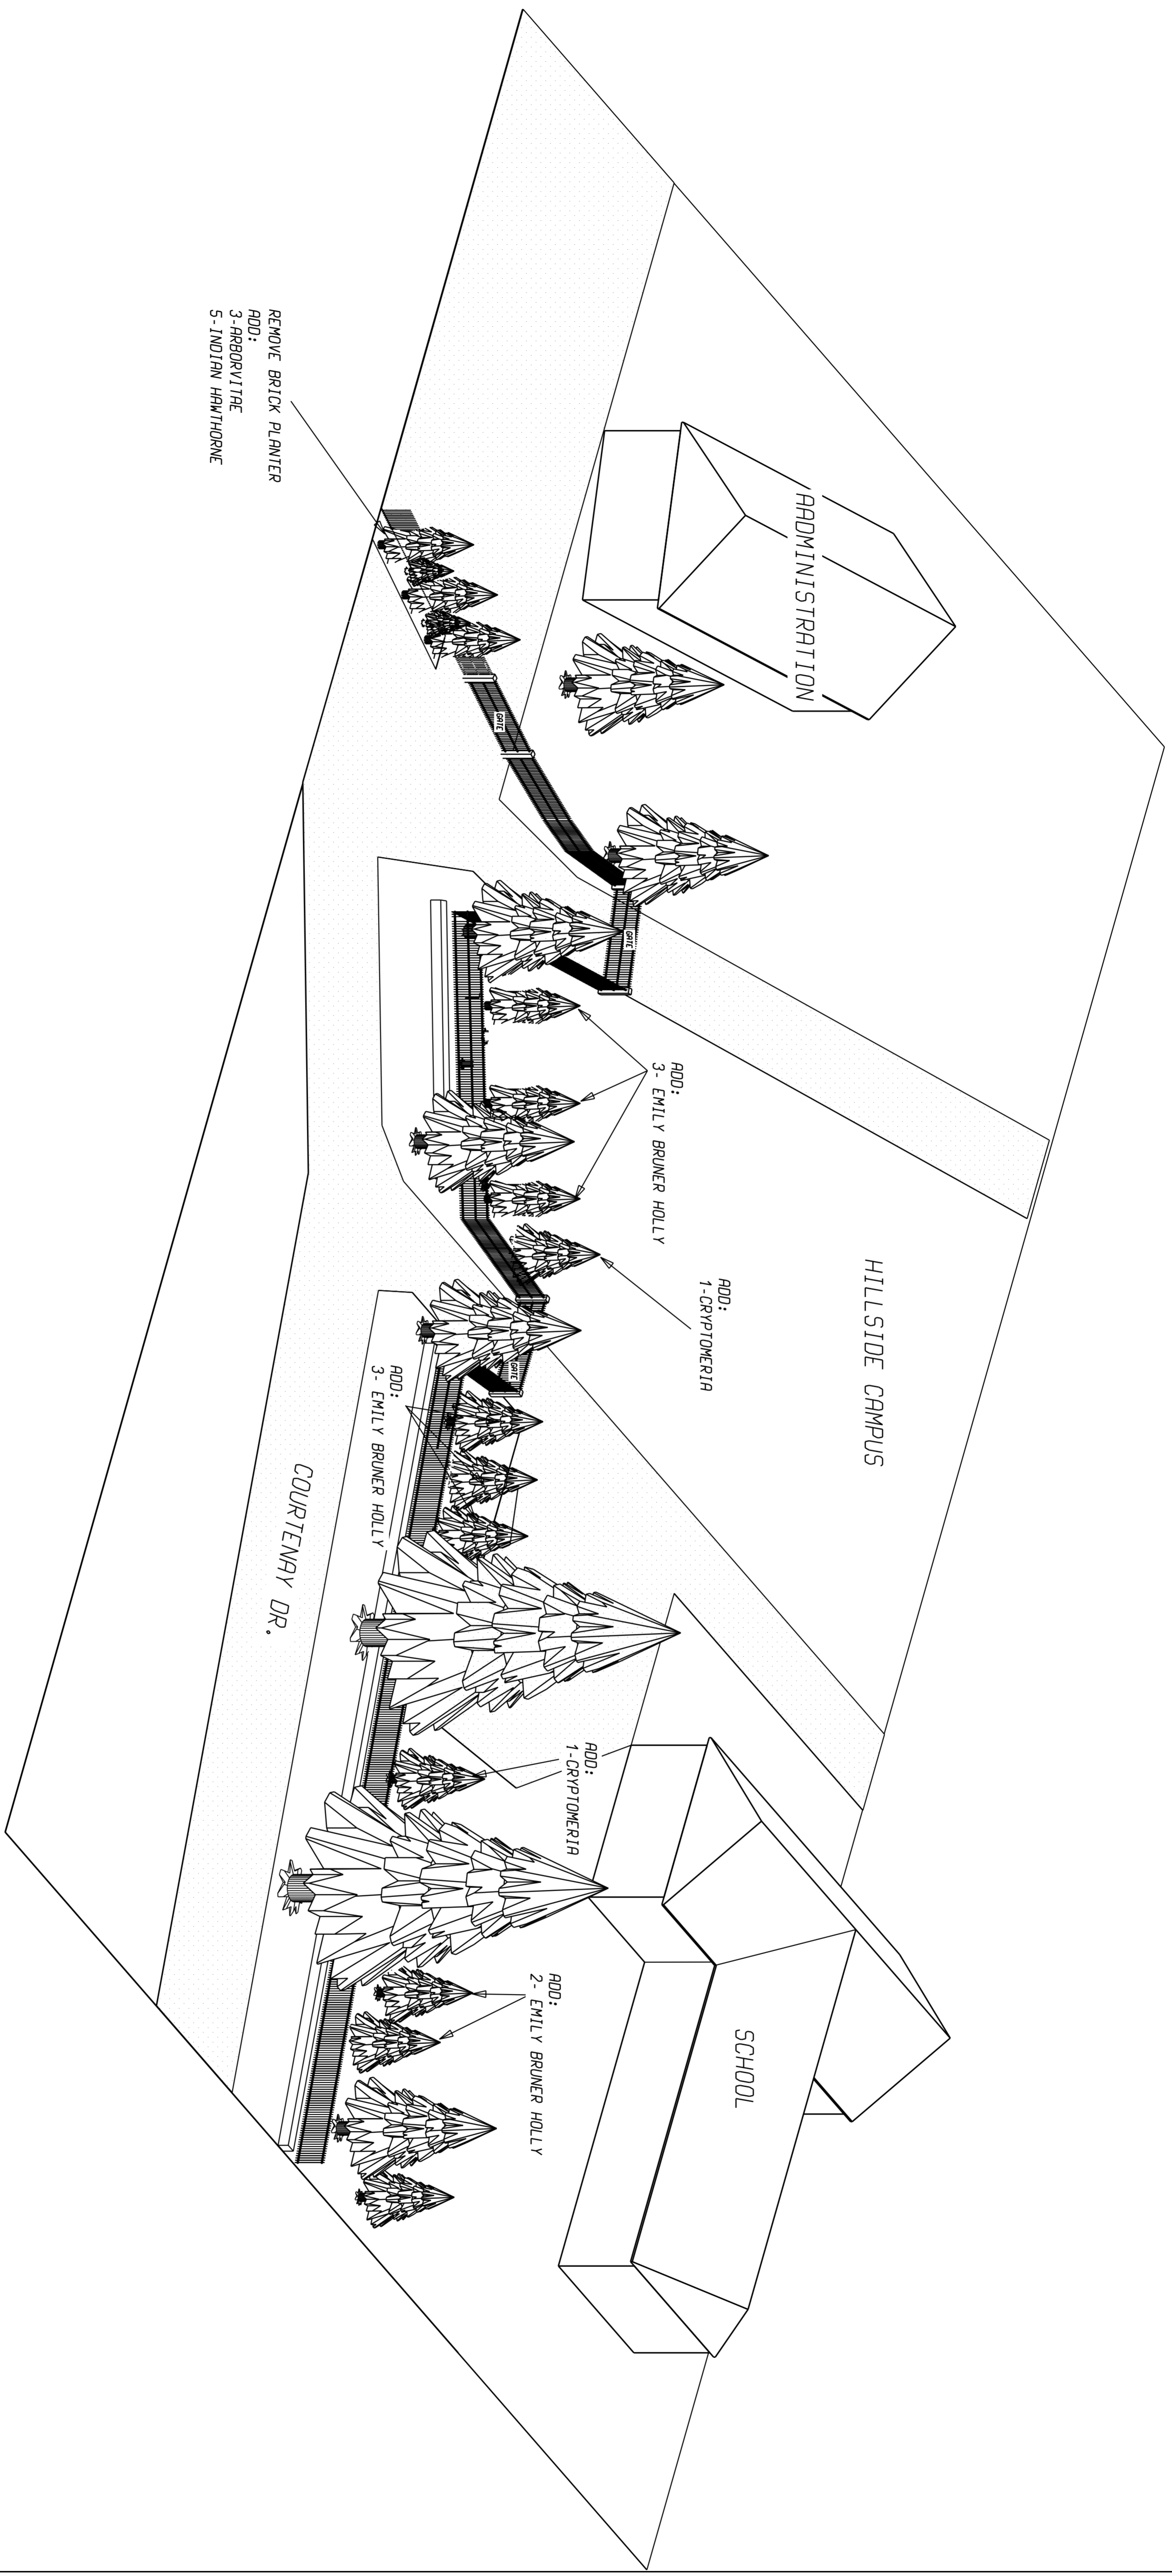 AADMINISTRATION
HILLSIDE CAMPUS
SCHOOL
REMOVE BRICK PLANTER
ADD:
3-ARBORVITAE
5-INDIAN HAWTHORNE
GATE
GATE
ADD:
3- EMILY BRUNER HOLLY
ADD:
1-CRYPTOMERIA
GATE
ADD:
3- EMILY BRUNER HOLLY
COURTENAY DR.
ADD:
1-CRYPTOMERIA
ADD:
2- EMILY BRUNER HOLLY